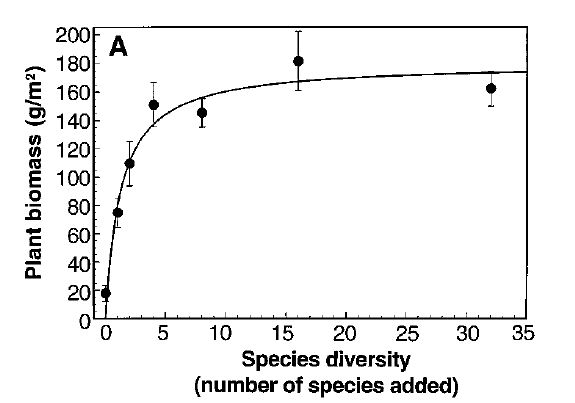 A
200
180
160
140
120
100
80
60
40
20
0
Plant biomass (g/m²)
0 5 10 15 20 25 30 35
Species diversity
(number of species added)